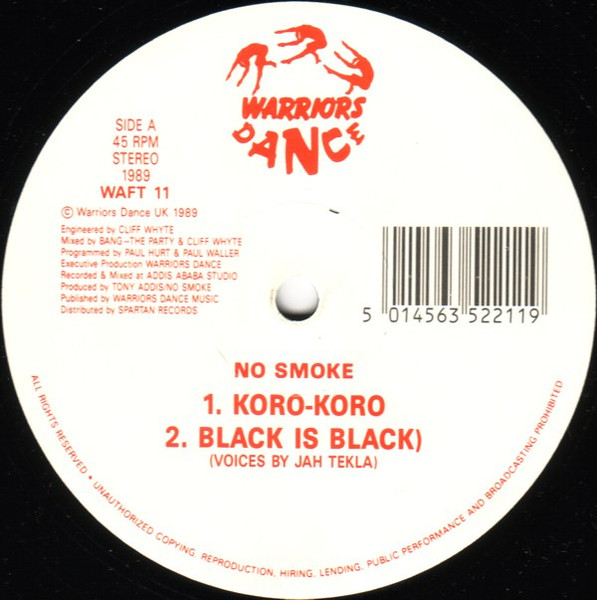 WARRIORS
DANCE
SIDE A
45 RPM
STEREO
1989
WAFT 11
© Warriors Dance UK 1989
Engineered by CLIFF WHYTE
Mixed by BANG—THE PARTY & CLIFF WHYTE
Programmed by PAUL HURT & PAUL WALLER
Executive Production WARRIORS DANCE
Recorded & Mixed at ADDIS ABABA STUDIO
Produced by TONY ADDIS/NO SMOKE
Published by WARRIORS DANCE MUSIC
Distributed by SPARTAN RECORDS
5 014563 522119
NO SMOKE
1. KORO-KORO
2. BLACK IS BLACK)
(VOICES BY JAH TEKLA)
ALL RIGHTS RESERVED • UNAUTHORIZED COPYING, REPRODUCTION, HIRING, LENDING, PUBLIC PERFORMANCE AND BROADCASTING PROHIBITED